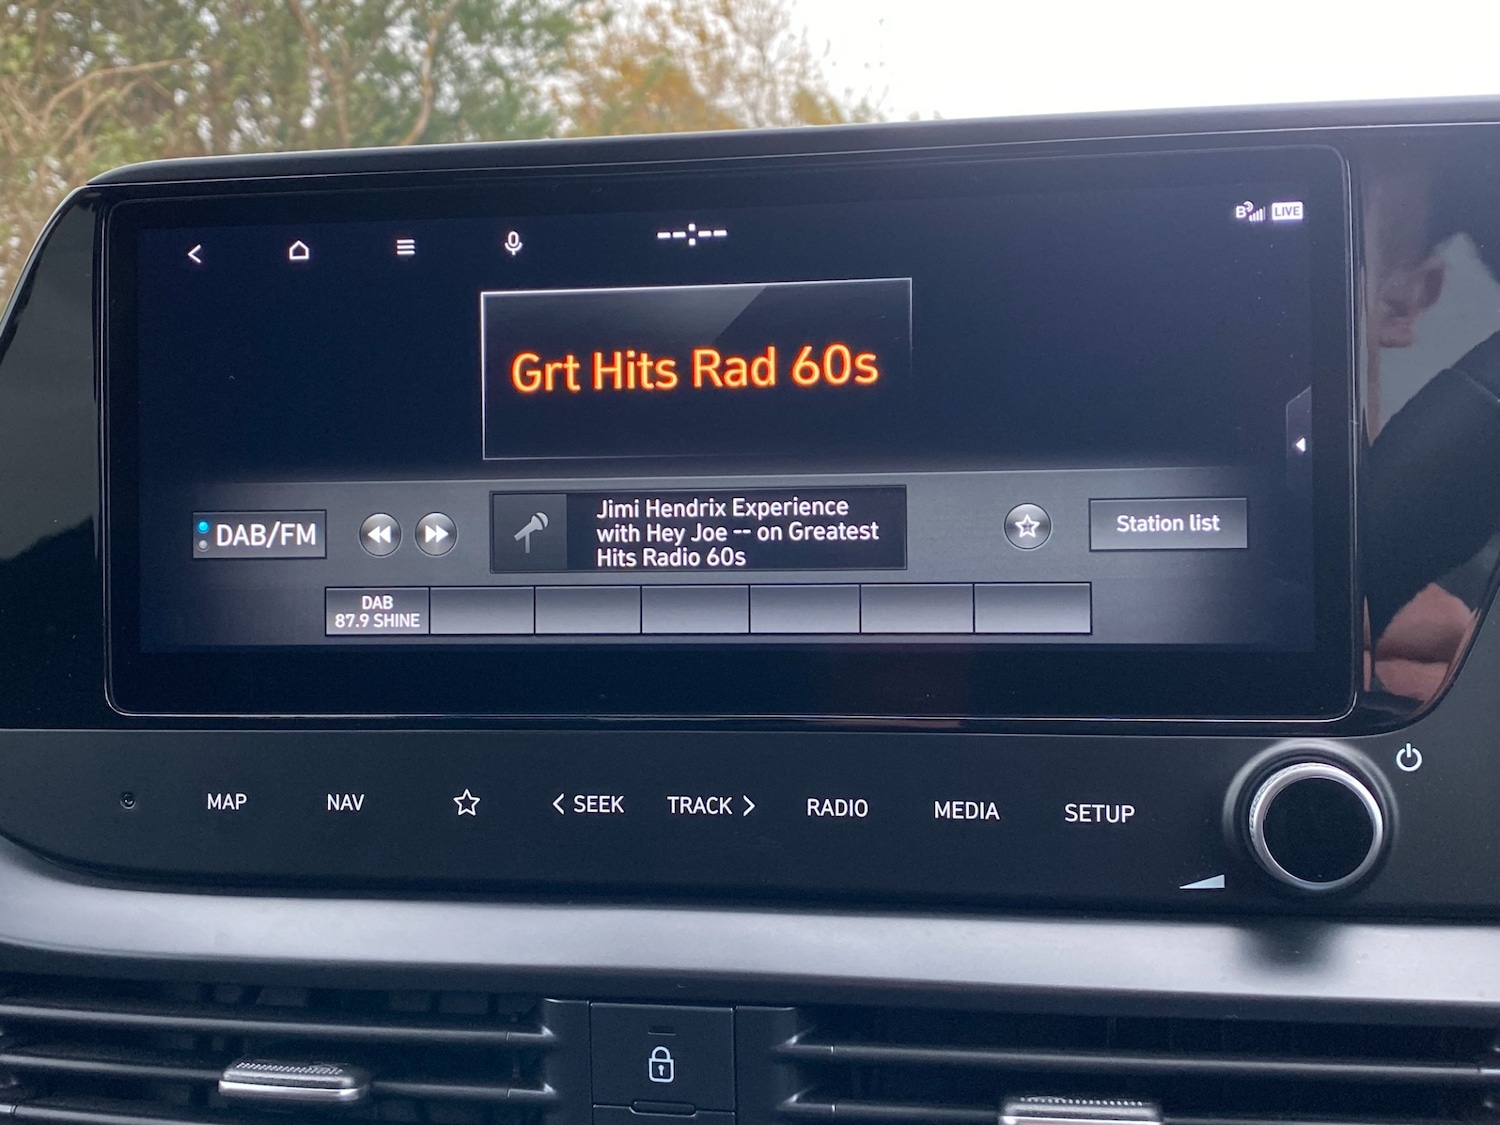 --:--
B
LIVE
Grt Hits Rad 60s
DAB/FM
Jimi Hendrix Experience
with Hey Joe -- on Greatest
Hits Radio 60s
Station list
DAB
87.9 SHINE
MAP
NAV
< SEEK
TRACK >
RADIO
MEDIA
SETUP